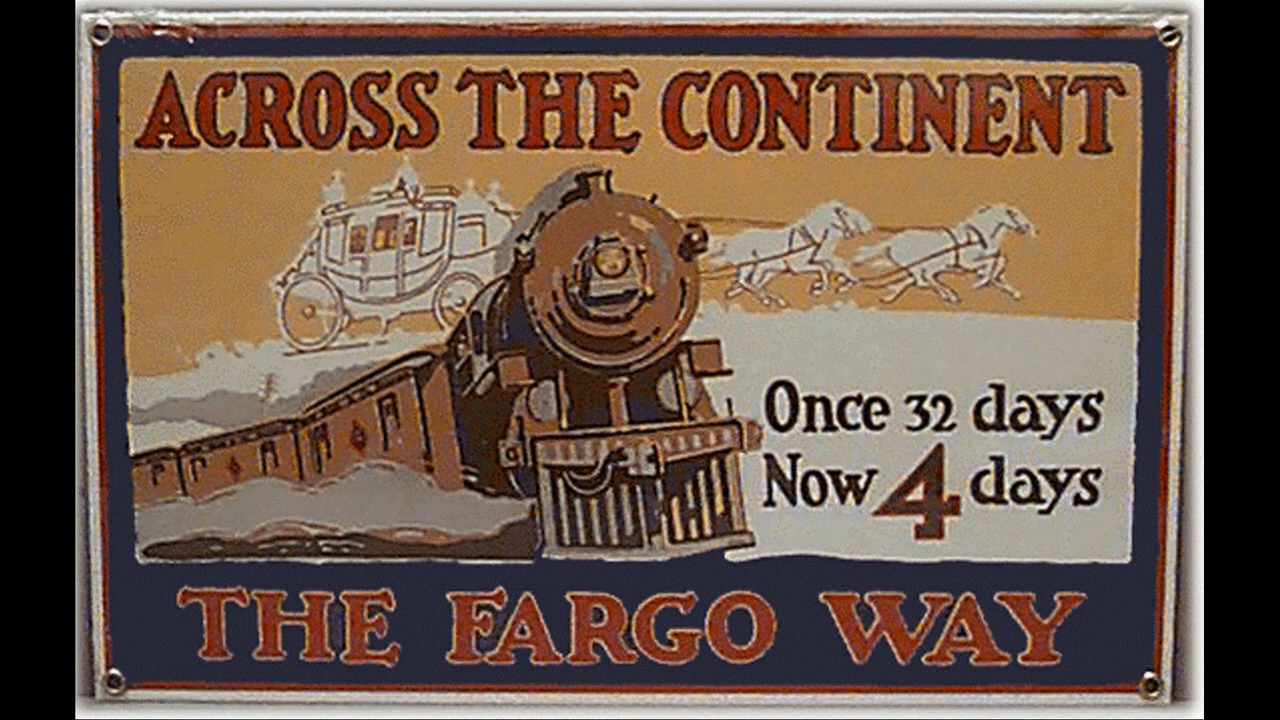 ACROSS THE CONTINENT
Once 32 days
Now 4 days
THE FARGO WAY